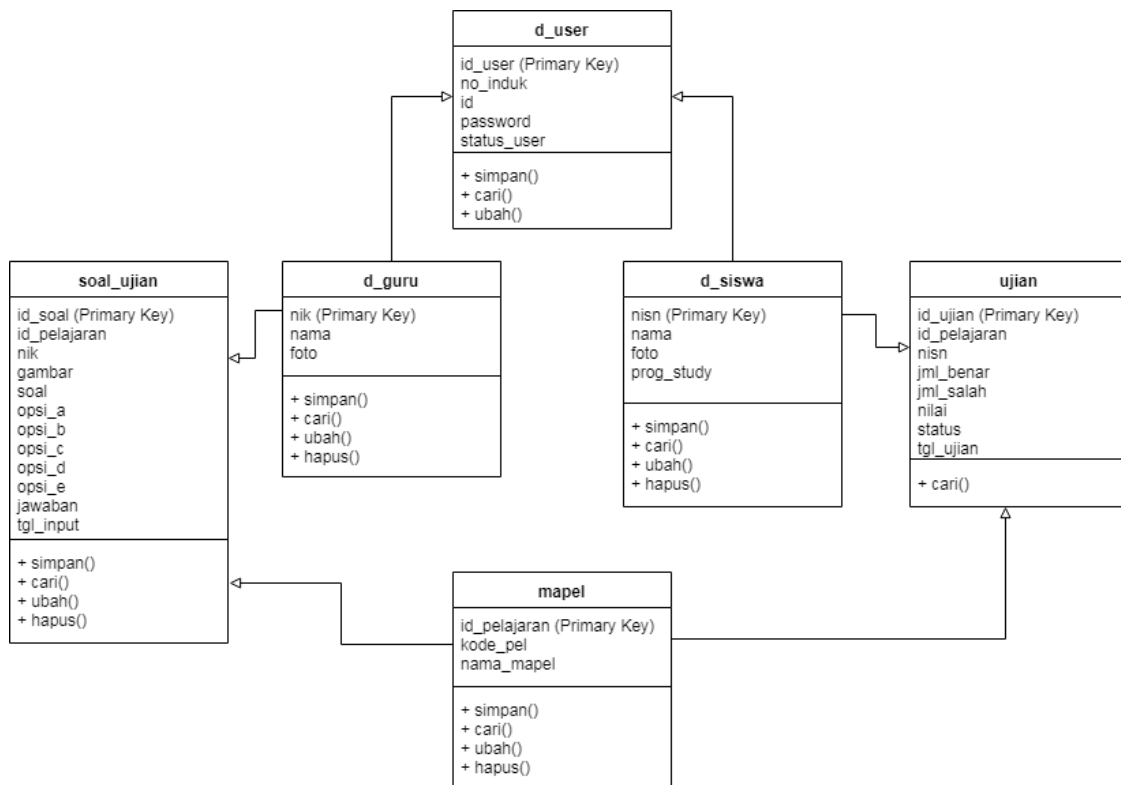 d_user
id_user (Primary Key)
no_induk
id
password
status_user
+ simpan()
+ cari()
+ ubah()
soal_ujian
id_soal (Primary Key)
id_pelajaran
nik
gambar
soal
opsi_a
opsi_b
opsi_c
opsi_d
opsi_e
jawaban
tgl_input
+ simpan()
+ cari()
+ ubah()
+ hapus()
d_guru
nik (Primary Key)
nama
foto
+ simpan()
+ cari()
+ ubah()
+ hapus()
d_siswa
nisn (Primary Key)
nama
foto
prog_study
+ simpan()
+ cari()
+ ubah()
+ hapus()
ujian
id_ujian (Primary Key)
id_pelajaran
nisn
jml_benar
jml_salah
nilai
status
tgl_ujian
+ cari()
mapel
id_pelajaran (Primary Key)
kode_pel
nama_mapel
+ simpan()
+ cari()
+ ubah()
+ hapus()